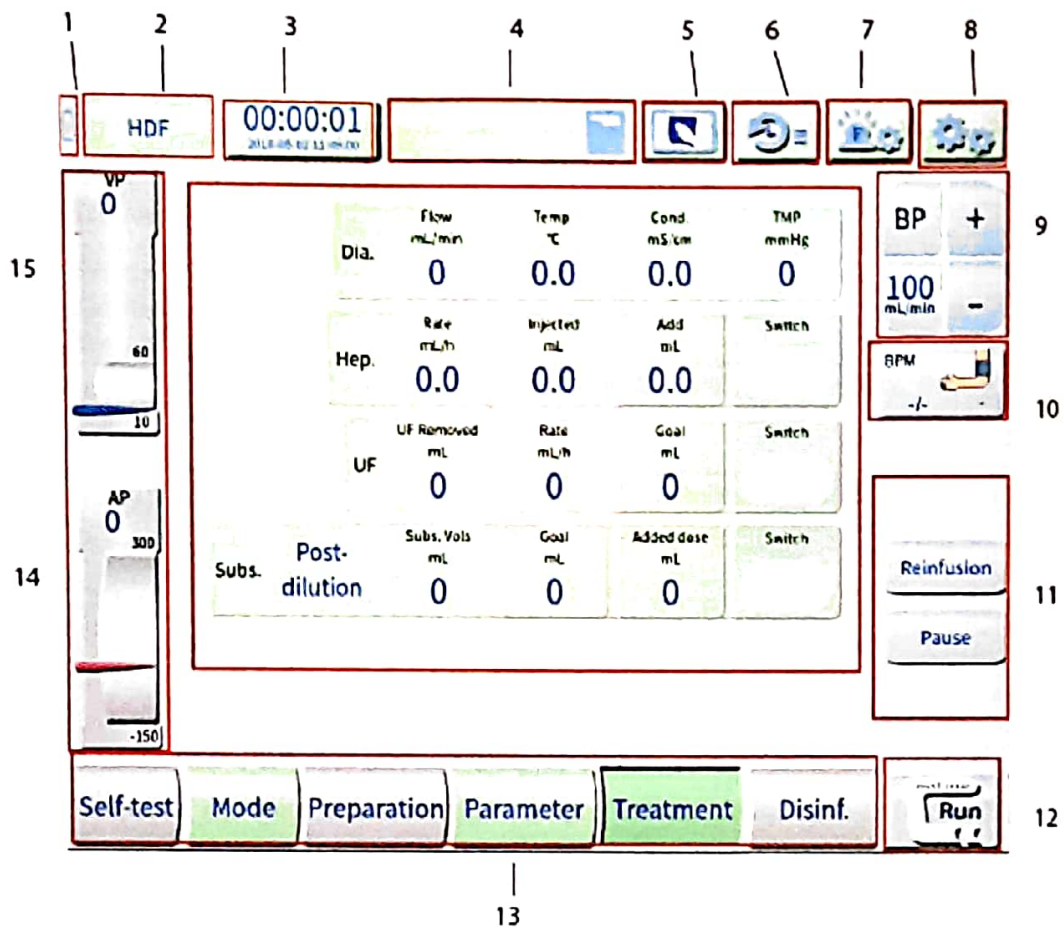 1 2 3 4 5 6 7 8
HDF
00:00:01
VP
0
60
10
15
Flow Temp Cond. TMP
mL/min °C mS/cm mmHg
Dia.
0 0.0 0.0 0
Rate Injected Add Switch
mL/h mL mL
Hep.
0.0 0.0 0.0
UF Removed Rate Goal Switch
mL mL/h mL
UF
0 0 0
Subs. Vols Goal Added dose Switch
mL mL mL
Subs. Post-dilution
0 0 0
BP +
100
mL/min -
9
BPM
-/- -
10
AP
0
300
-150
14
Reinfusion
Pause
11
Self-test Mode Preparation Parameter Treatment Disinf.
Run
12
13